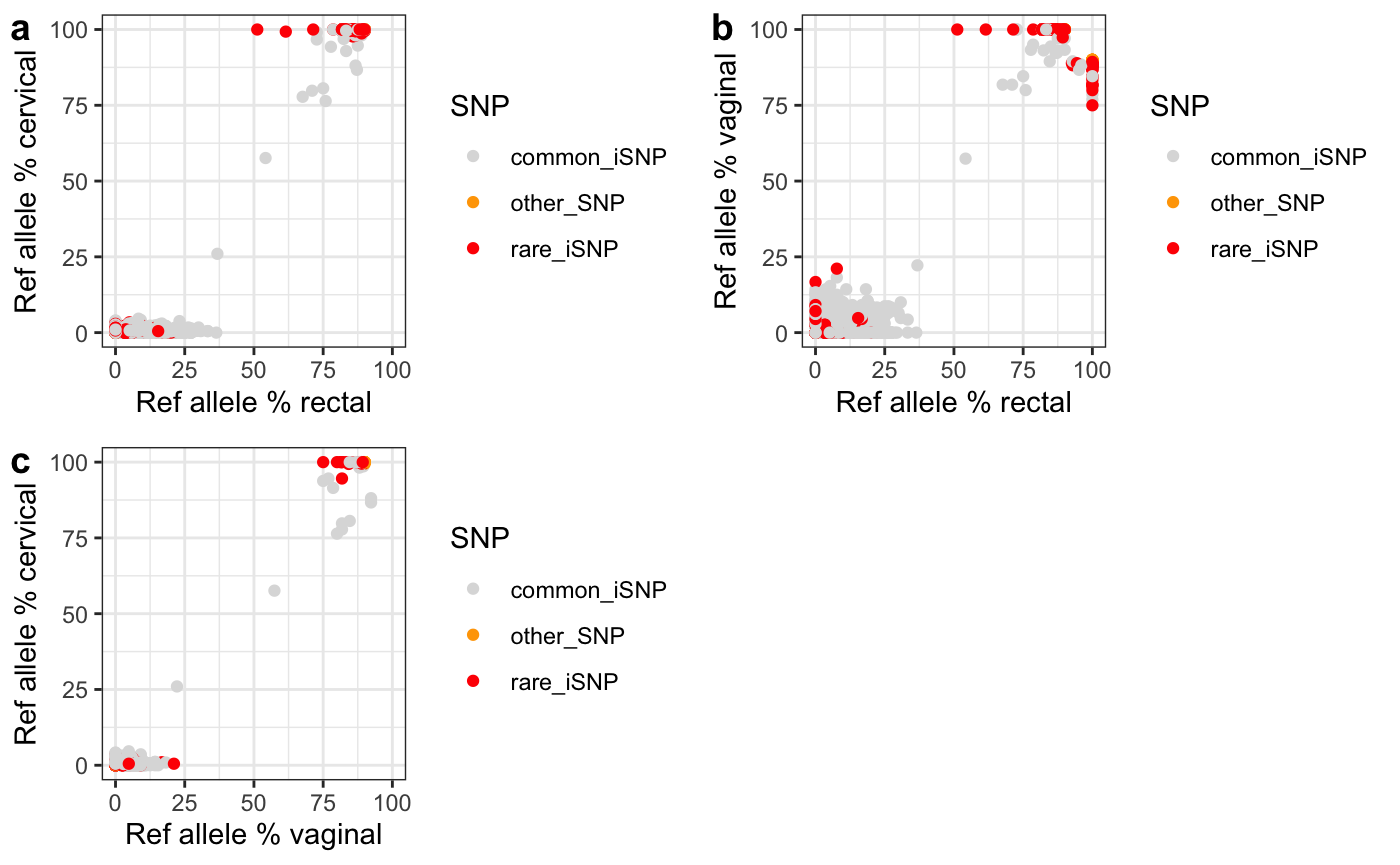 a
Ref allele % cervical
100
75
50
25
0
0 25 50 75 100
Ref allele % rectal
SNP
common_iSNP
other_SNP
rare_iSNP
b
Ref allele % vaginal
100
75
50
25
0
0 25 50 75 100
Ref allele % rectal
SNP
common_iSNP
other_SNP
rare_iSNP
c
Ref allele % cervical
100
75
50
25
0
0 25 50 75 100
Ref allele % vaginal
SNP
common_iSNP
other_SNP
rare_iSNP